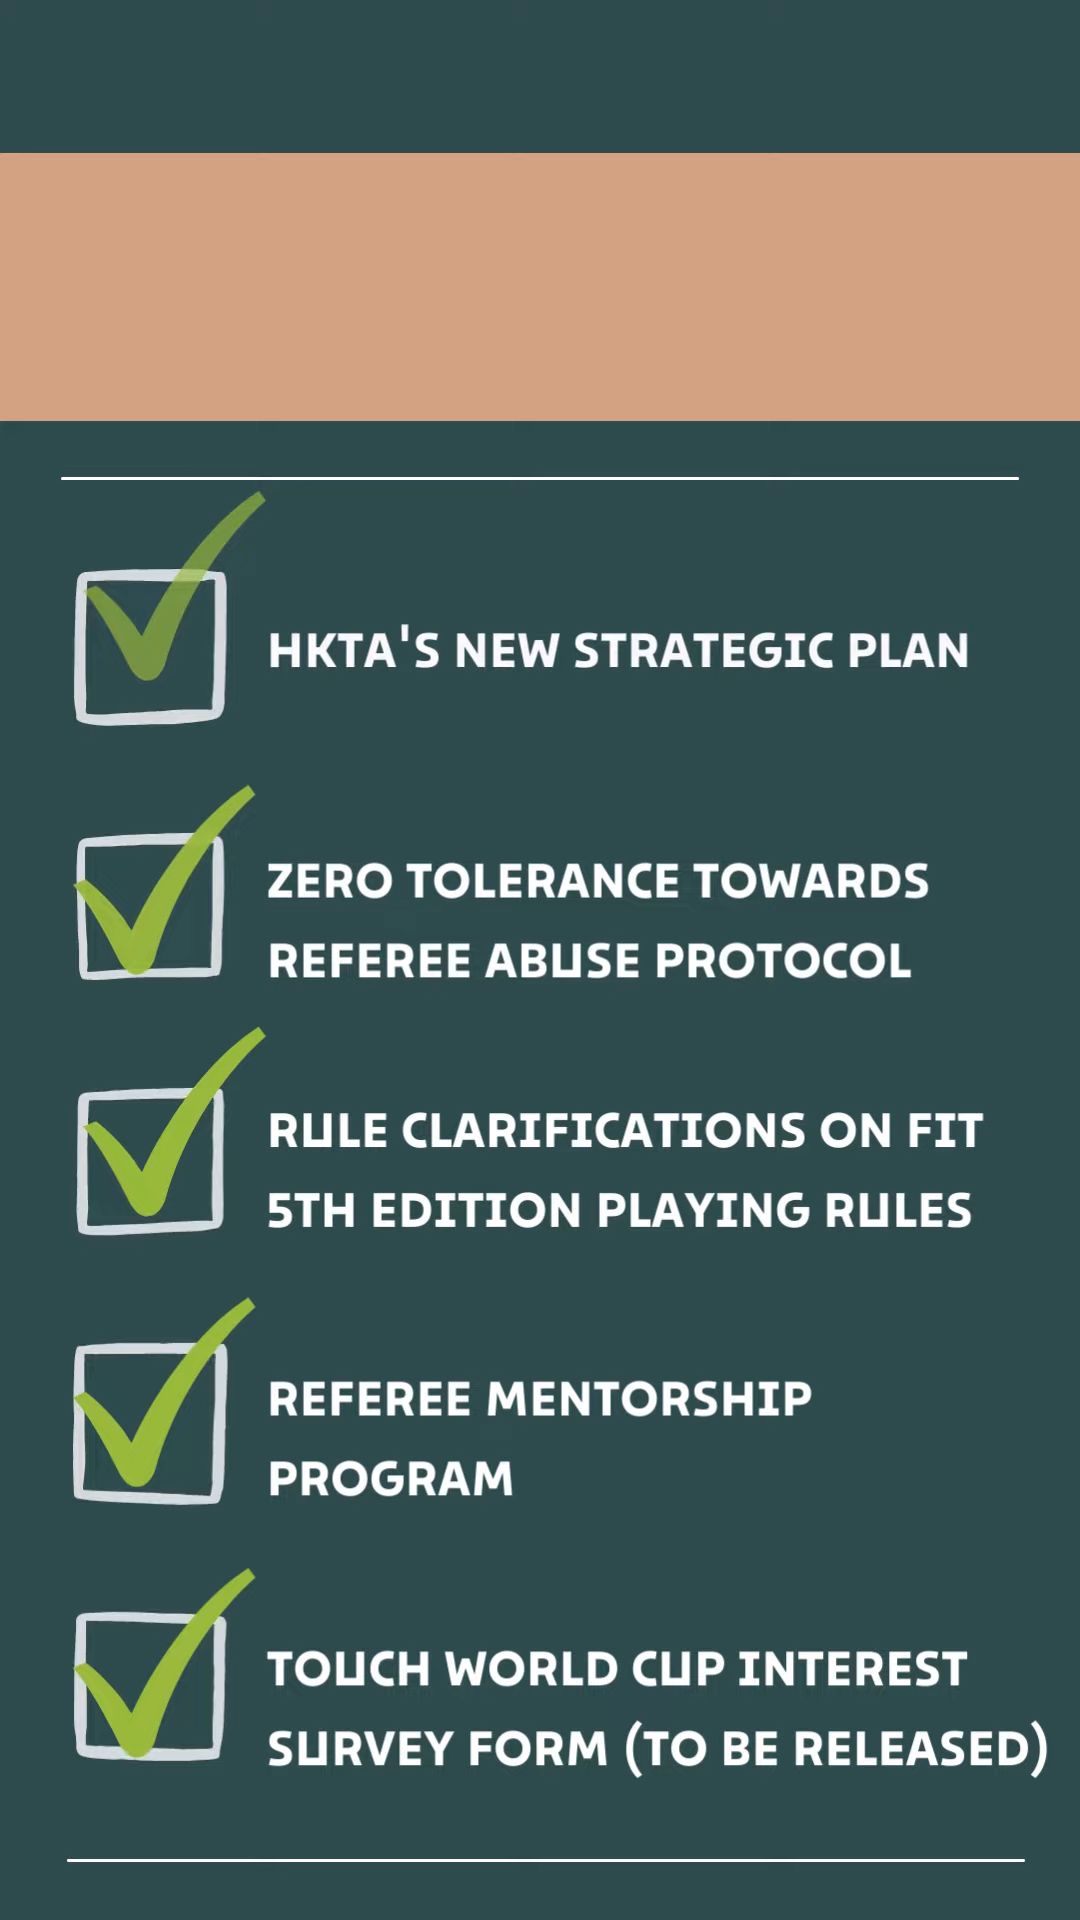 HKTA'S NEW STRATEGIC PLAN
ZERO TOLERANCE TOWARDS
REFEREE ABUSE PROTOCOL
RULE CLARIFICATIONS ON FIT
5TH EDITION PLAYING RULES
REFEREE MENTORSHIP
PROGRAM
TOUCH WORLD CUP INTEREST
SURVEY FORM (TO BE RELEASED)